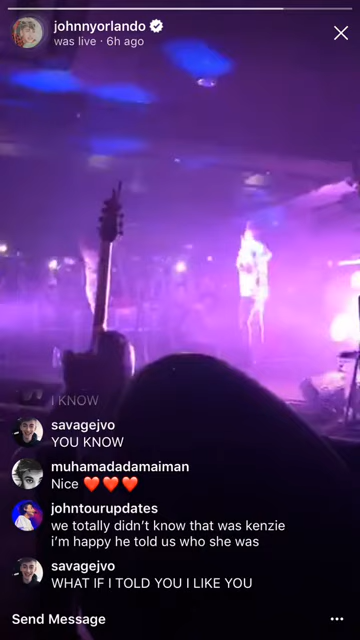 johnnyorlando
was live · 6h ago
I KNOW
savagejvo
YOU KNOW
muhamadadamaiman
Nice ❤️❤️❤️
johntourupdates
we totally didn't know that was kenzie
i'm happy he told us who she was
savagejvo
WHAT IF I TOLD YOU I LIKE YOU
Send Message